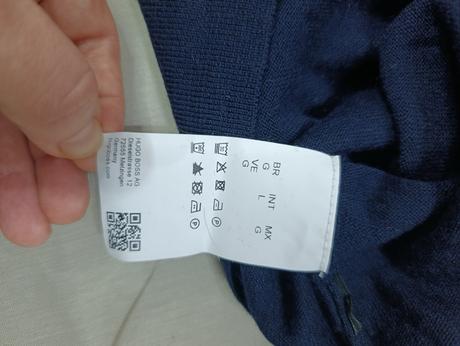 BR INT MX
G L G
VE
G
P
P
HUGO BOSS AG
Dieselstrasse 12
72555 Metzingen
Germany
hugoboss.com